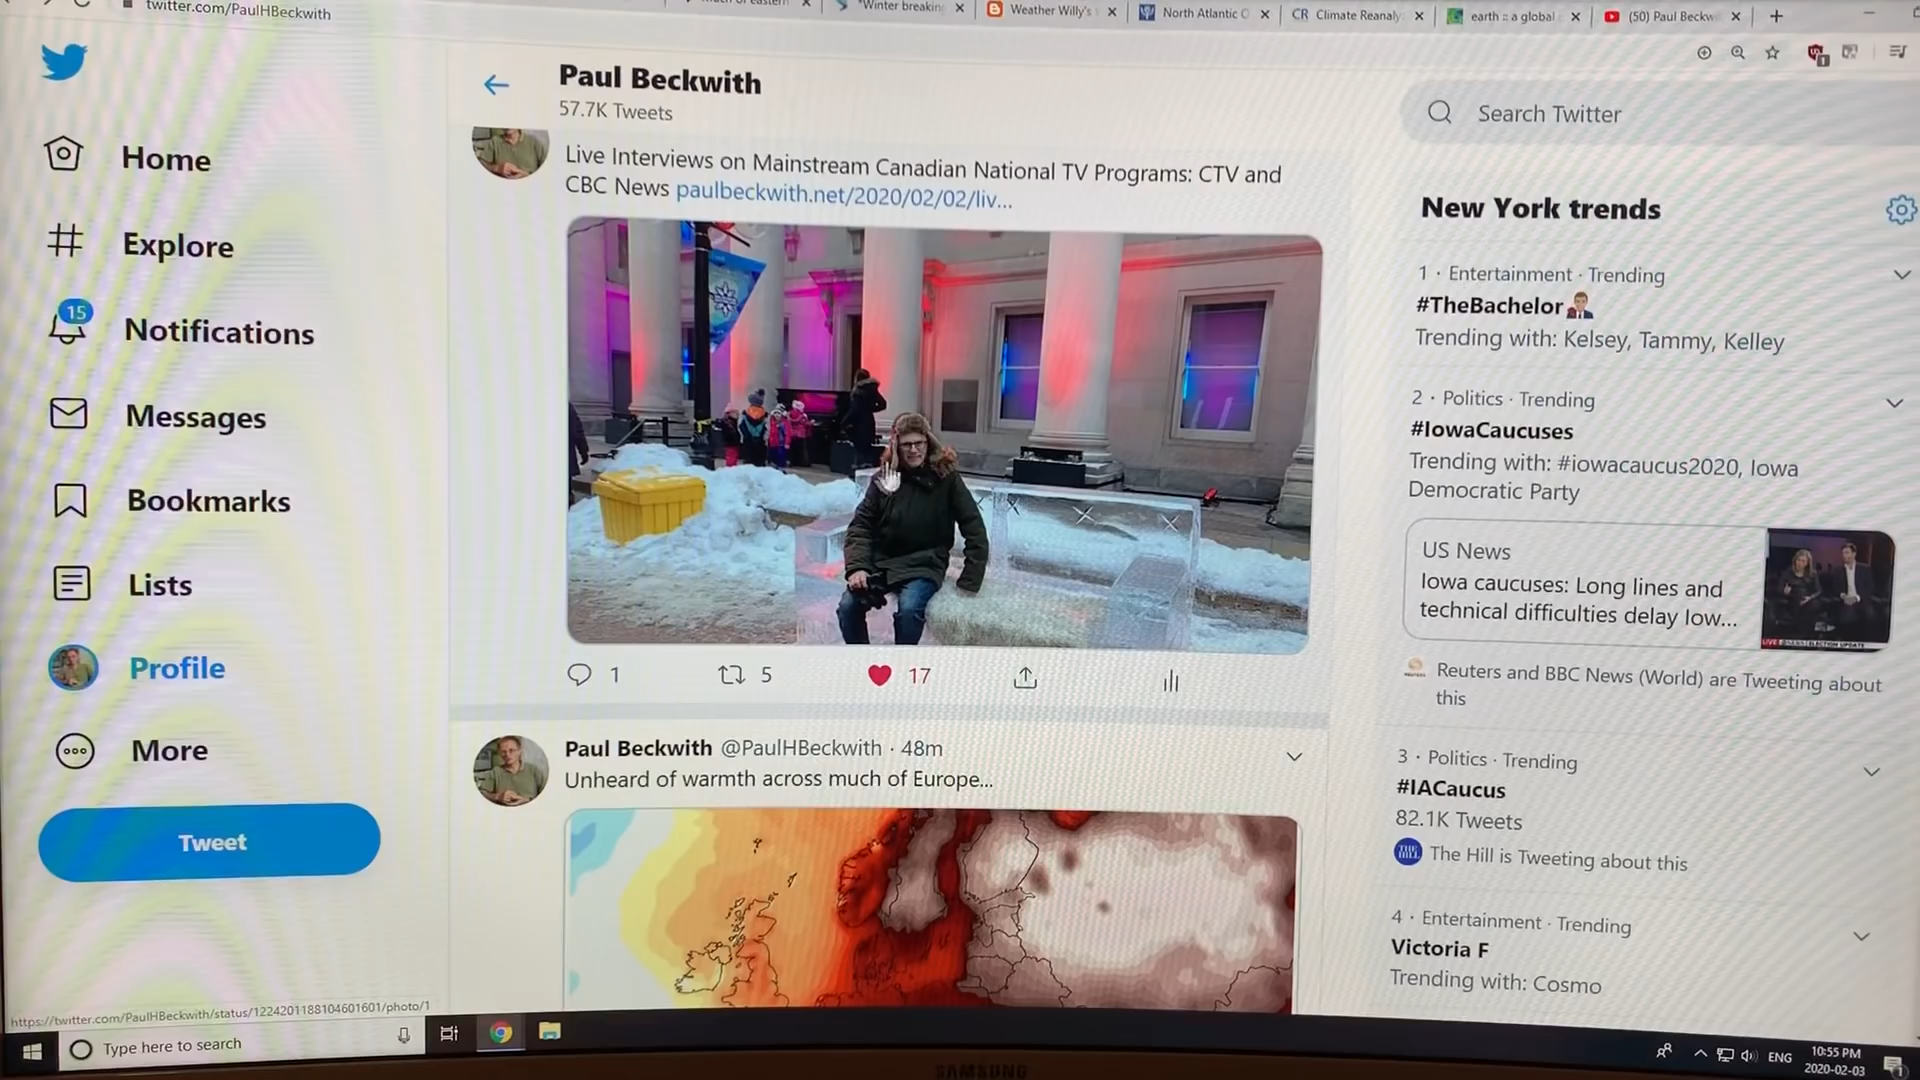 twitter.com/PaulHBeckwith
"Winter breakin
Weather Willy's
North Atlantic O
CR Climate Reanaly
earth :: a global
(50) Paul Beckw
Home
Explore
15
Notifications
Messages
Bookmarks
Lists
Profile
More
Tweet
Paul Beckwith
57.7K Tweets
Live Interviews on Mainstream Canadian National TV Programs: CTV and
CBC News paulbeckwith.net/2020/02/02/liv...
1
5
17
Paul Beckwith @PaulHBeckwith · 48m
Unheard of warmth across much of Europe...
Search Twitter
New York trends
1 · Entertainment · Trending
#TheBachelor
Trending with: Kelsey, Tammy, Kelley
2 · Politics · Trending
#IowaCaucuses
Trending with: #iowacaucus2020, Iowa
Democratic Party
US News
Iowa caucuses: Long lines and
technical difficulties delay Iow...
Reuters and BBC News (World) are Tweeting about
this
3 · Politics · Trending
#IACaucus
82.1K Tweets
THE HILL
The Hill is Tweeting about this
4 · Entertainment · Trending
Victoria F
Trending with: Cosmo
https://twitter.com/PaulHBeckwith/status/1224201188104601601/photo/1
Type here to search
ENG
10:55 PM
2020-02-03
1
SAMSUNG